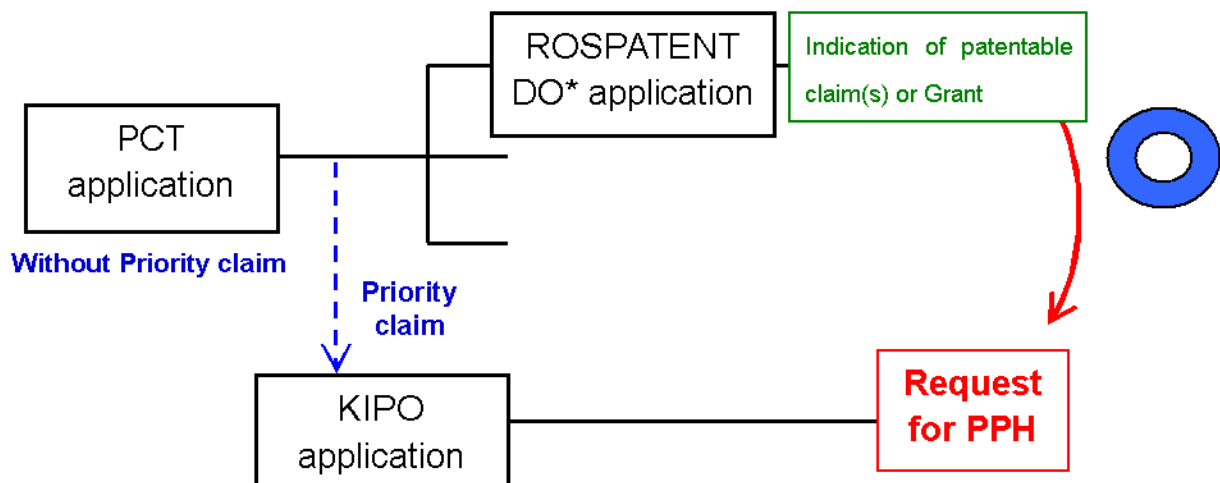 ROSPATENT
DO* application
Indication of patentable
claim(s) or Grant
PCT
application
Without Priority claim
Priority
claim
KIPO
application
Request
for PPH